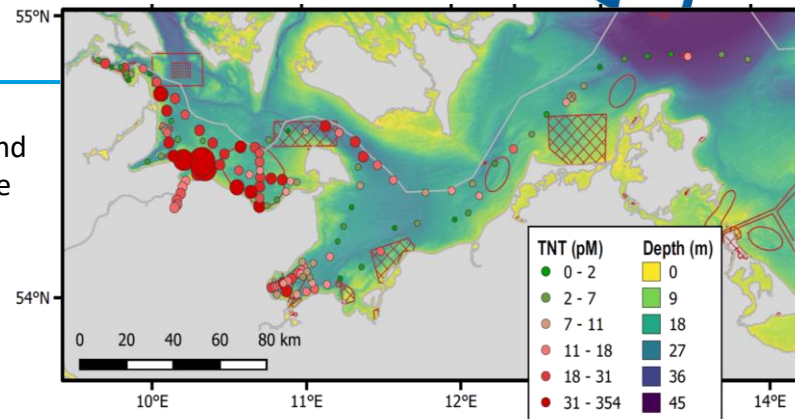 55°N
nd
e
54°N
0 20 40 60 80 km
TNT (pM)
0 - 2
2 - 7
7 - 11
11 - 18
18 - 31
31 - 354
Depth (m)
0
9
18
27
36
45
10°E 11°E 12°E 14°E